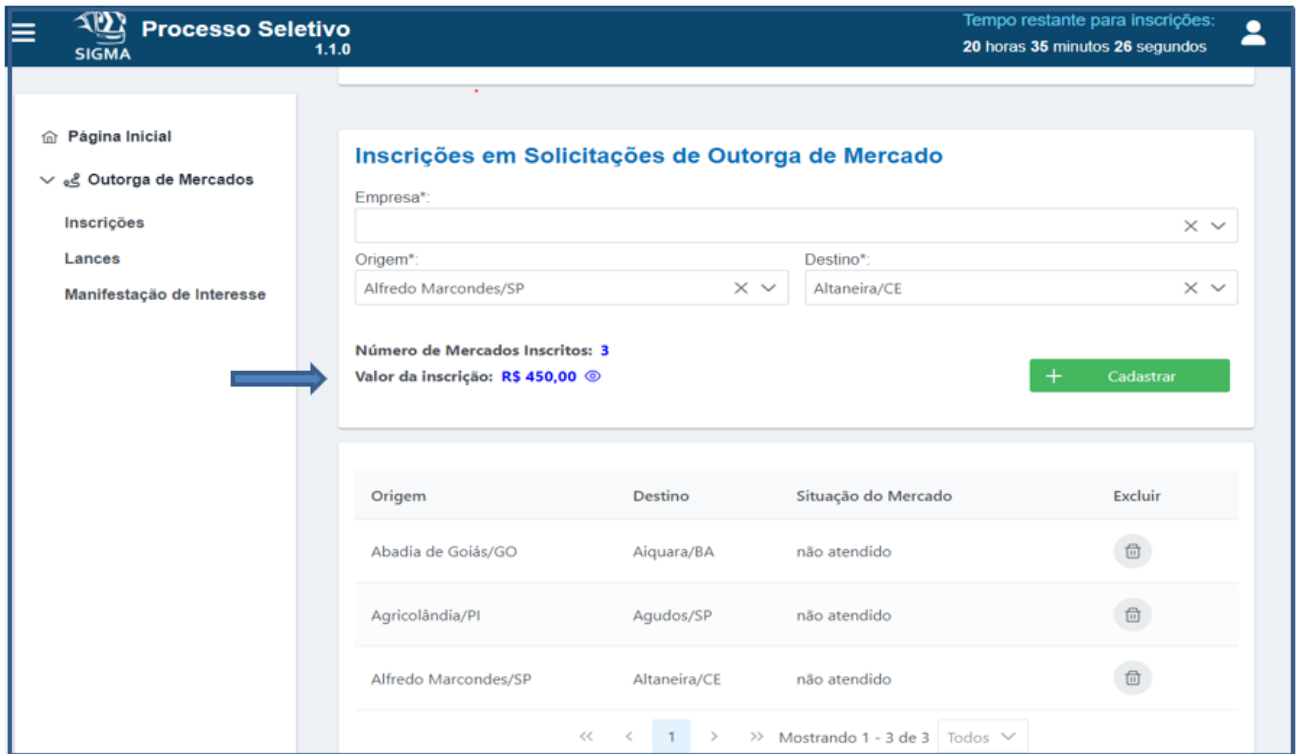 Processo Seletivo
1.1.0
SIGMA
Tempo restante para inscrições:
20 horas 35 minutos 26 segundos
Página Inicial
Outorga de Mercados
Inscrições
Lances
Manifestação de Interesse
Inscrições em Solicitações de Outorga de Mercado
Empresa*:
Origem*: Destino*:
Alfredo Marcondes/SP Altaneira/CE
Número de Mercados Inscritos: 3
Valor da inscrição: R$ 450,00
+ Cadastrar
Origem Destino Situação do Mercado Excluir
Abadia de Goiás/GO Aiquara/BA não atendido
Agricolândia/PI Agudos/SP não atendido
Alfredo Marcondes/SP Altaneira/CE não atendido
<< < 1 > >> Mostrando 1 - 3 de 3 Todos